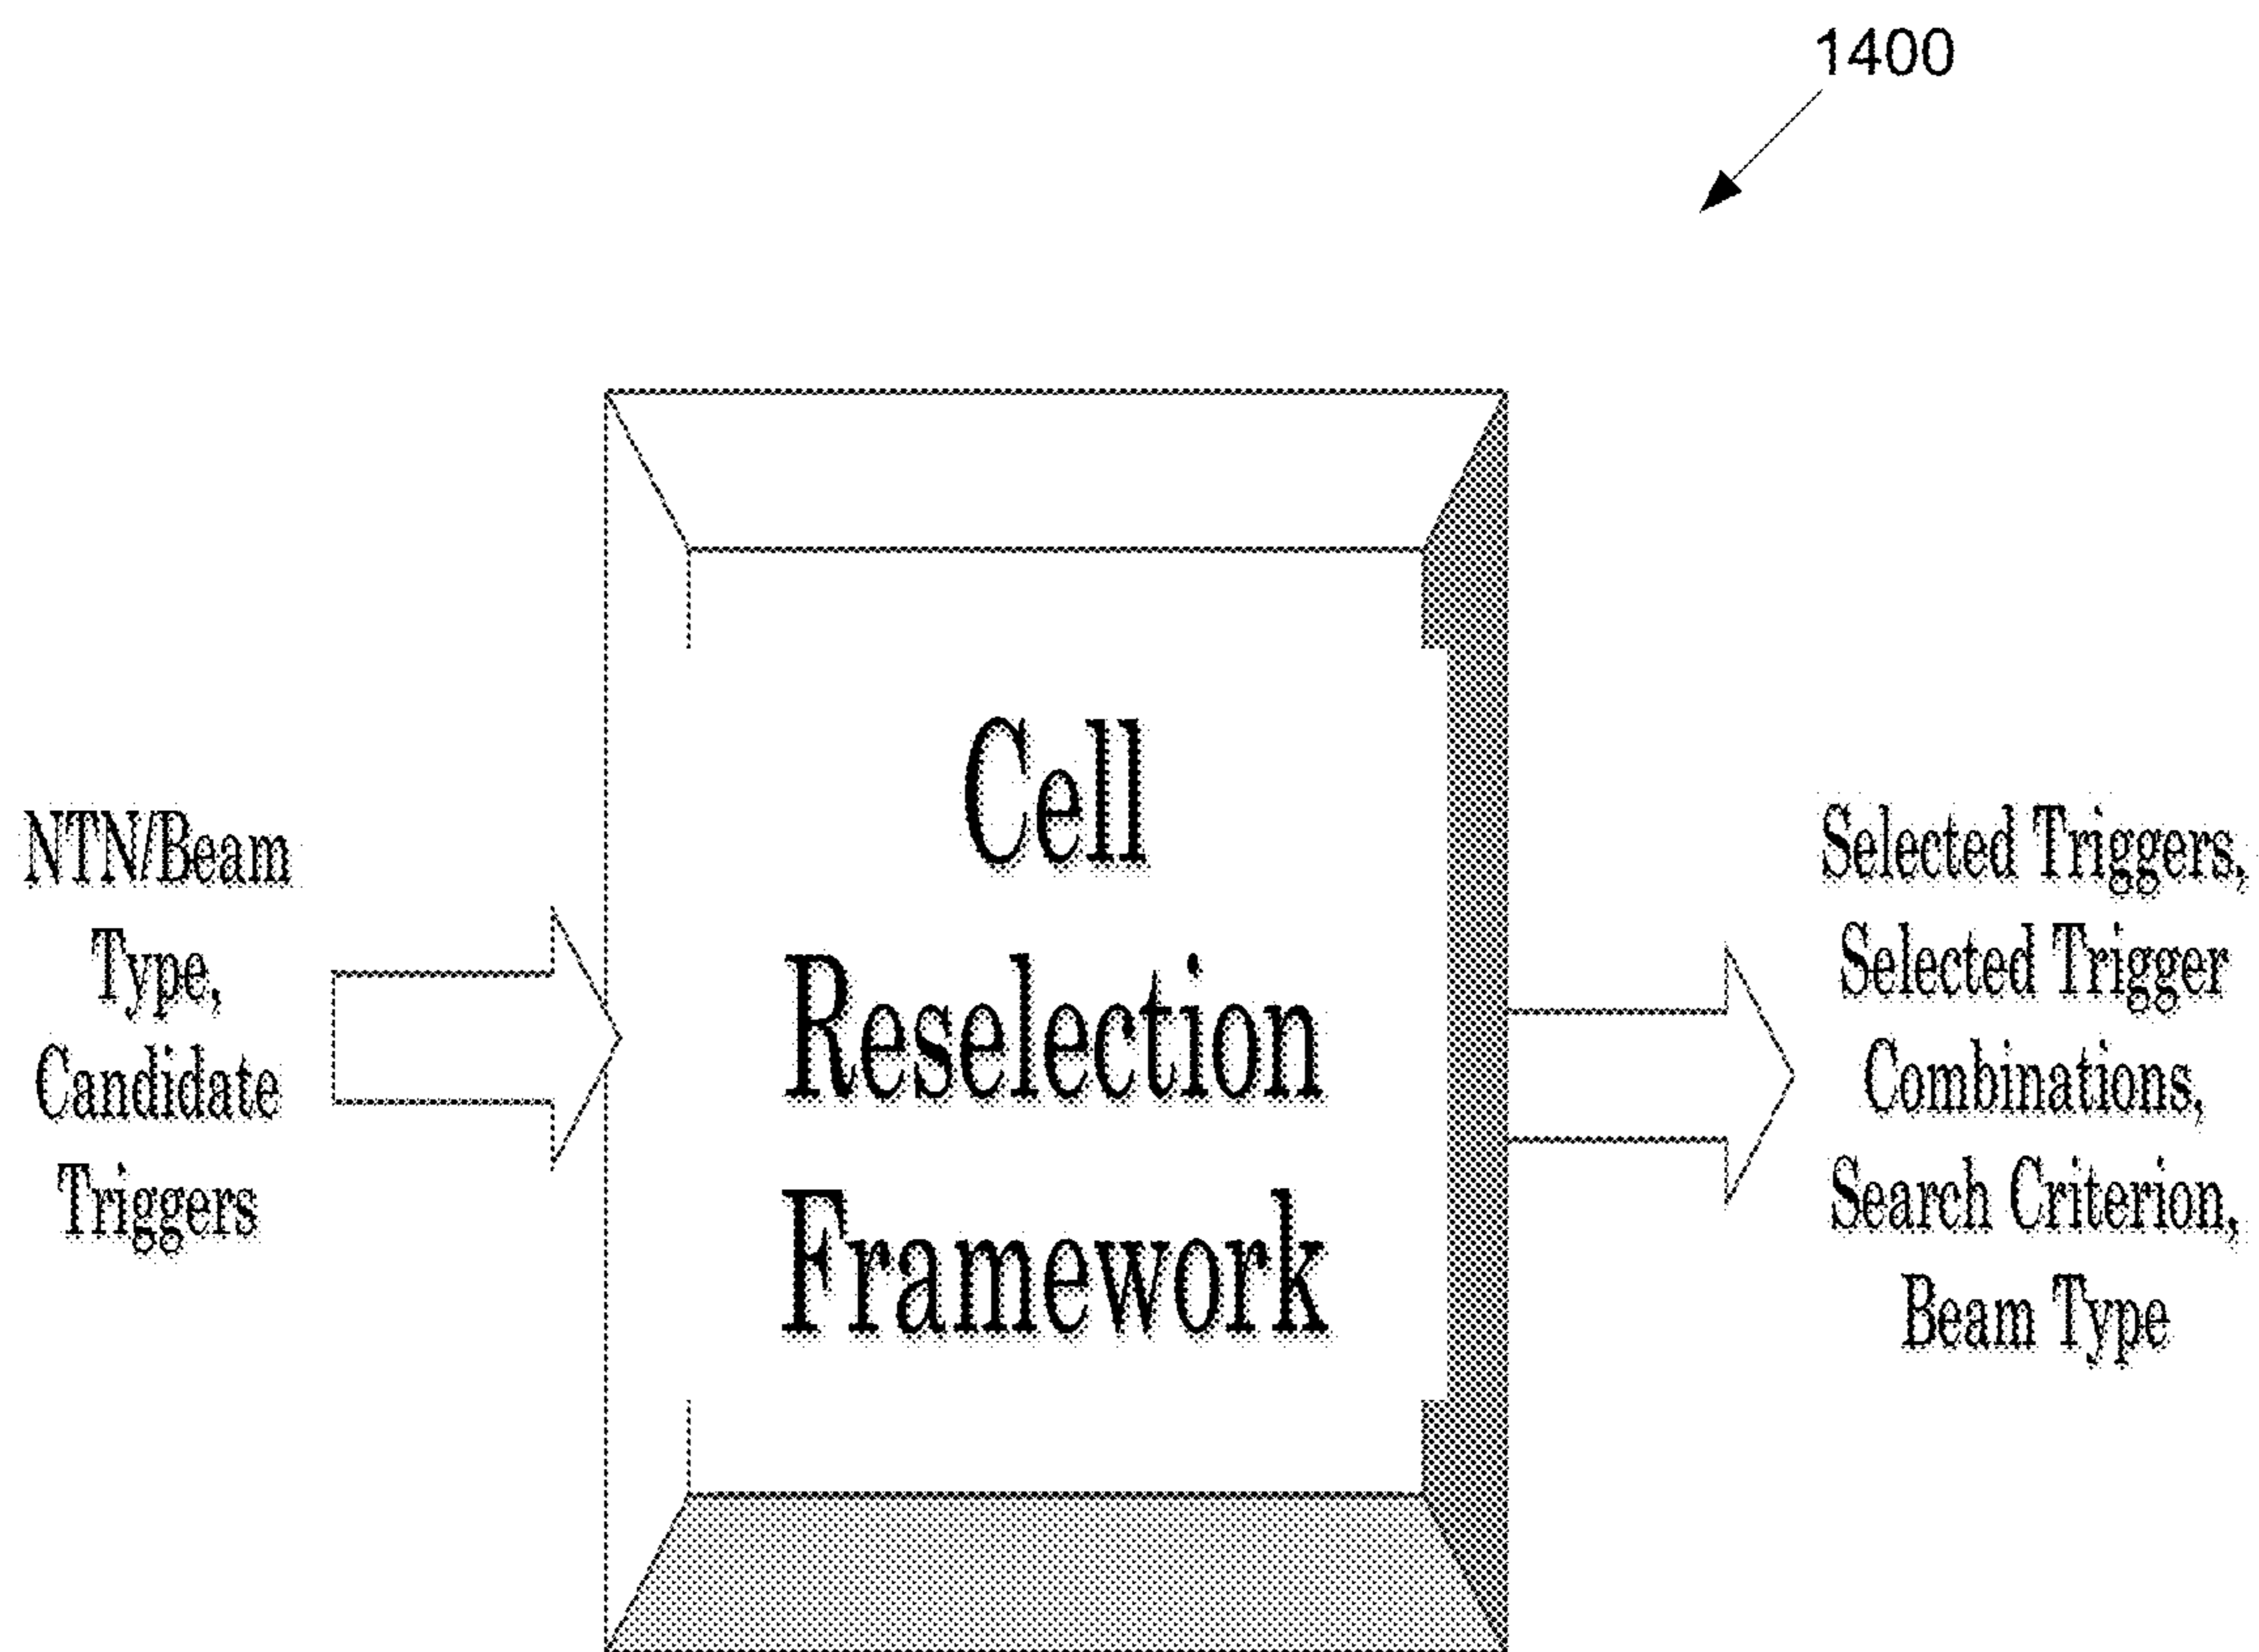 1400
NTN/Beam
Type,
Candidate
Triggers
Cell
Reselection
Framework
Selected Triggers,
Selected Trigger
Combinations,
Search Criterion,
Beam Type